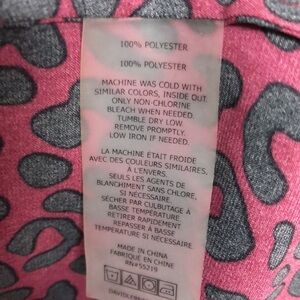 100% POLYESTER
100% POLYESTER
MACHINE WAS COLD WITH
SIMILAR COLORS, INSIDE OUT
ONLY NON-CHLORINE
BLEACH WHEN NEEDED.
TUMBLE DRY LOW.
REMOVE PROMPTLY.
LOW IRON IF NEEDED.
LA MACHINE ETAIT FROIDE
AVEC DES COULEURS SIMILAIRES,
À L'ENVERS.
SEULS LES AGENTS DE
BLANCHIMENT SANS CHLORE,
SI NÉCESSAIRE.
SÉCHER PAR CULBUTAGE À
BASSE TEMPÉRATURE.
RETIRER RAPIDEMENT
REPASSER À BASSE
TEMPÉRATURE SI NÉCESSAIRE.
MADE IN CHINA
FABRIQUÉ EN CHINE
RN#55219